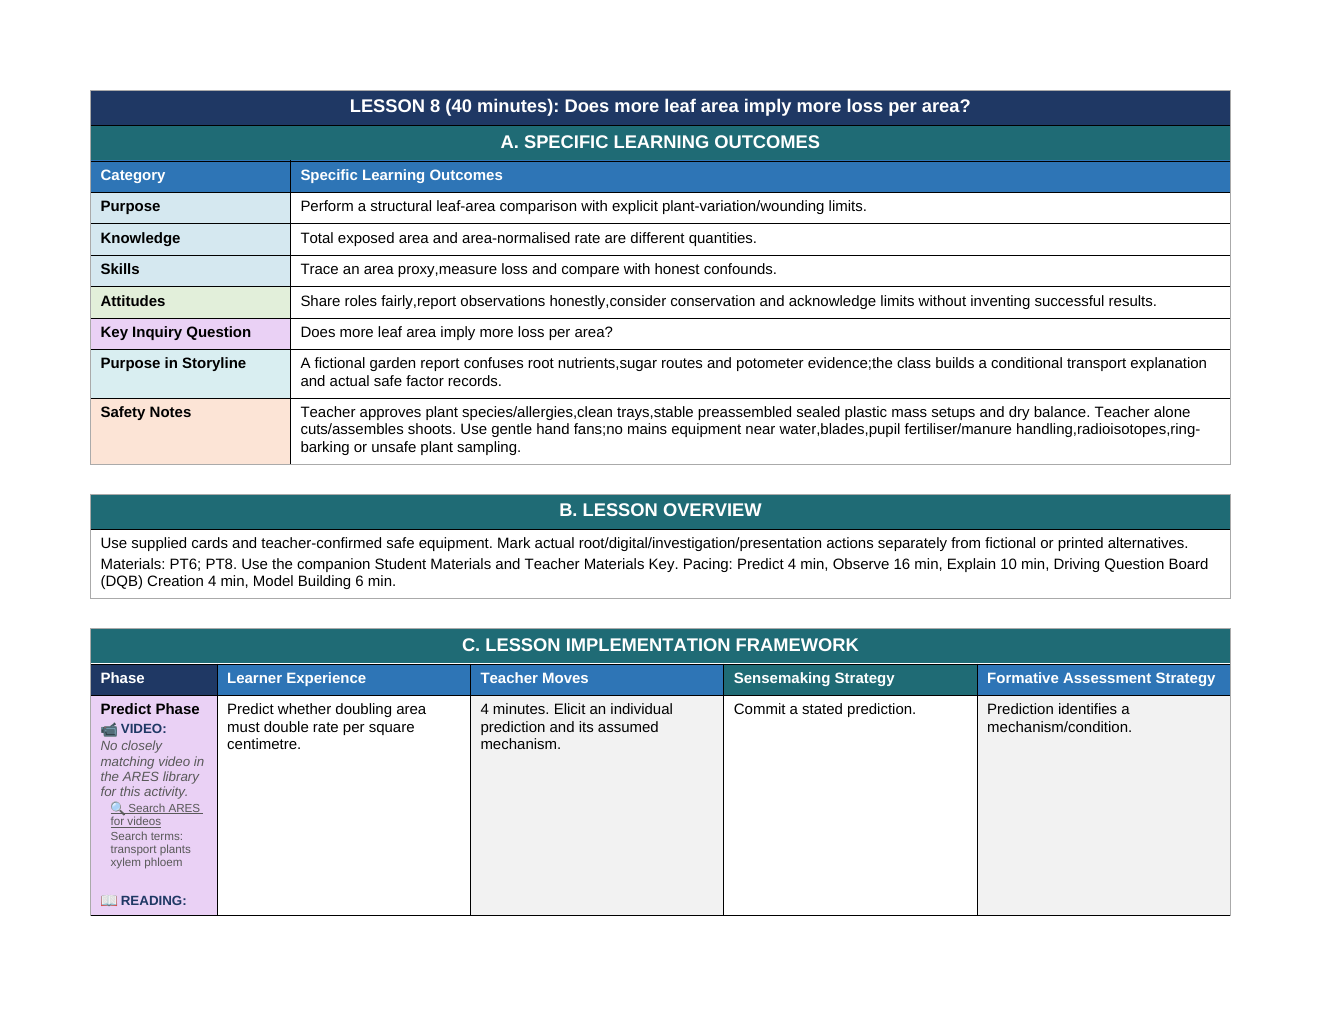 LESSON 8 (40 minutes): Does more leaf area imply more loss per area?
A. SPECIFIC LEARNING OUTCOMES
Category
Specific Learning Outcomes
Purpose
Perform a structural leaf-area comparison with explicit plant-variation/wounding limits.
Knowledge
Total exposed area and area-normalised rate are different quantities.
Skills
Trace an area proxy,measure loss and compare with honest confounds.
Attitudes
Share roles fairly,report observations honestly,consider conservation and acknowledge limits without inventing successful results.
Key Inquiry Question
Does more leaf area imply more loss per area?
Purpose in Storyline
A fictional garden report confuses root nutrients,sugar routes and potometer evidence;the class builds a conditional transport explanation
and actual safe factor records.
Safety Notes
Teacher approves plant species/allergies,clean trays,stable preassembled sealed plastic mass setups and dry balance. Teacher alone
cuts/assembles shoots. Use gentle hand fans;no mains equipment near water,blades,pupil fertiliser/manure handling,radioisotopes,ring-
barking or unsafe plant sampling.
B. LESSON OVERVIEW
Use supplied cards and teacher-confirmed safe equipment. Mark actual root/digital/investigation/presentation actions separately from fictional or printed alternatives.
Materials: PT6; PT8. Use the companion Student Materials and Teacher Materials Key. Pacing: Predict 4 min, Observe 16 min, Explain 10 min, Driving Question Board
(DQB) Creation 4 min, Model Building 6 min.
C. LESSON IMPLEMENTATION FRAMEWORK
Phase
Learner Experience
Teacher Moves
Sensemaking Strategy
Formative Assessment Strategy
Predict Phase
📹 VIDEO:
No closely
matching video in
the ARES library
for this activity.
🔍 Search ARES
for videos
Search terms:
transport plants
xylem phloem
📖 READING:
Predict whether doubling area
must double rate per square
centimetre.
4 minutes. Elicit an individual
prediction and its assumed
mechanism.
Commit a stated prediction.
Prediction identifies a
mechanism/condition.